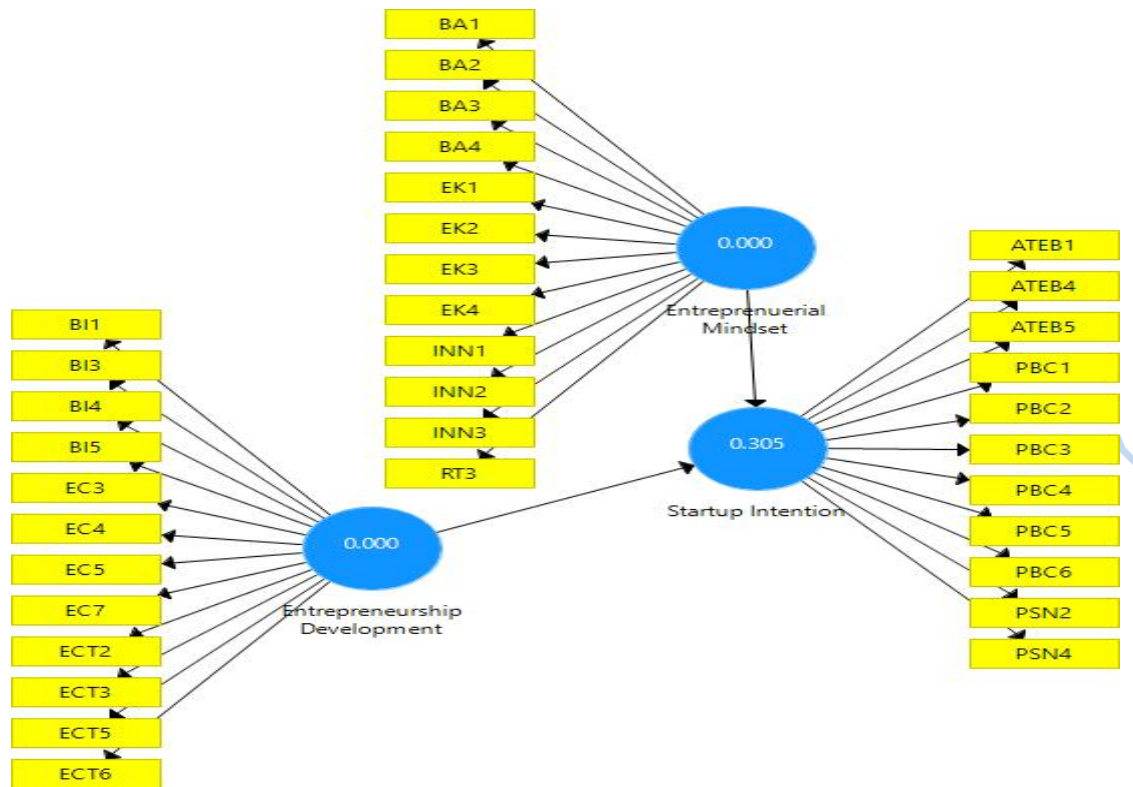 BA1
BA2
BA3
BA4
EK1
EK2
EK3
EK4
INN1
INN2
INN3
RT3
0.000
Entreprenuerial
Mindset
ATEB1
ATEB4
ATEB5
PBC1
PBC2
PBC3
PBC4
PBC5
PBC6
PSN2
PSN4
0.305
Startup Intention
BI1
BI3
BI4
BI5
EC3
EC4
EC5
EC7
ECT2
ECT3
ECT5
ECT6
0.000
Entrepreneurship
Development